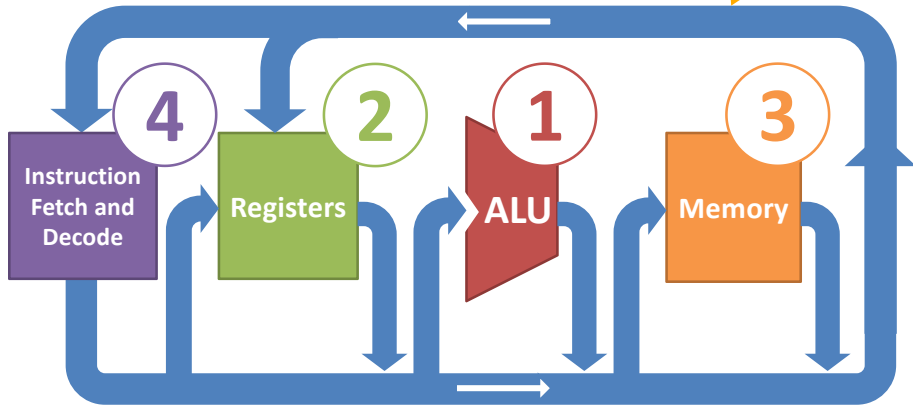 4
2
1
3
Instruction
Fetch and
Decode
Registers
ALU
Memory